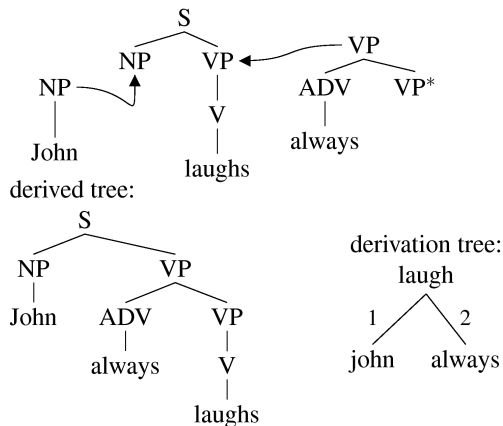 S
NP VP VP
NP ADV VP*
V
John always
laughs
derived tree:
S
derivation tree:
NP VP laugh
John ADV VP 1 2
always V john always
laughs